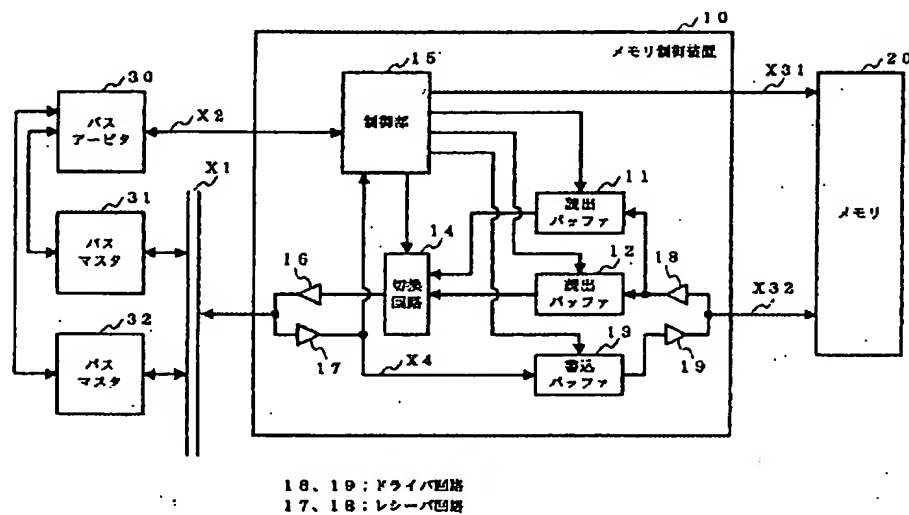 10
メモリ制御装置
20
メモリ
30
バス
アービタ
X2
15
制御部
X31
X1
31
バス
マスタ
11
読出
バッファ
14
切換
回路
16
12
読出
バッファ
18
X32
32
バス
マスタ
17
X4
13
書込
バッファ
19
18、19；ドライバ回路
17、18；レシーバ回路